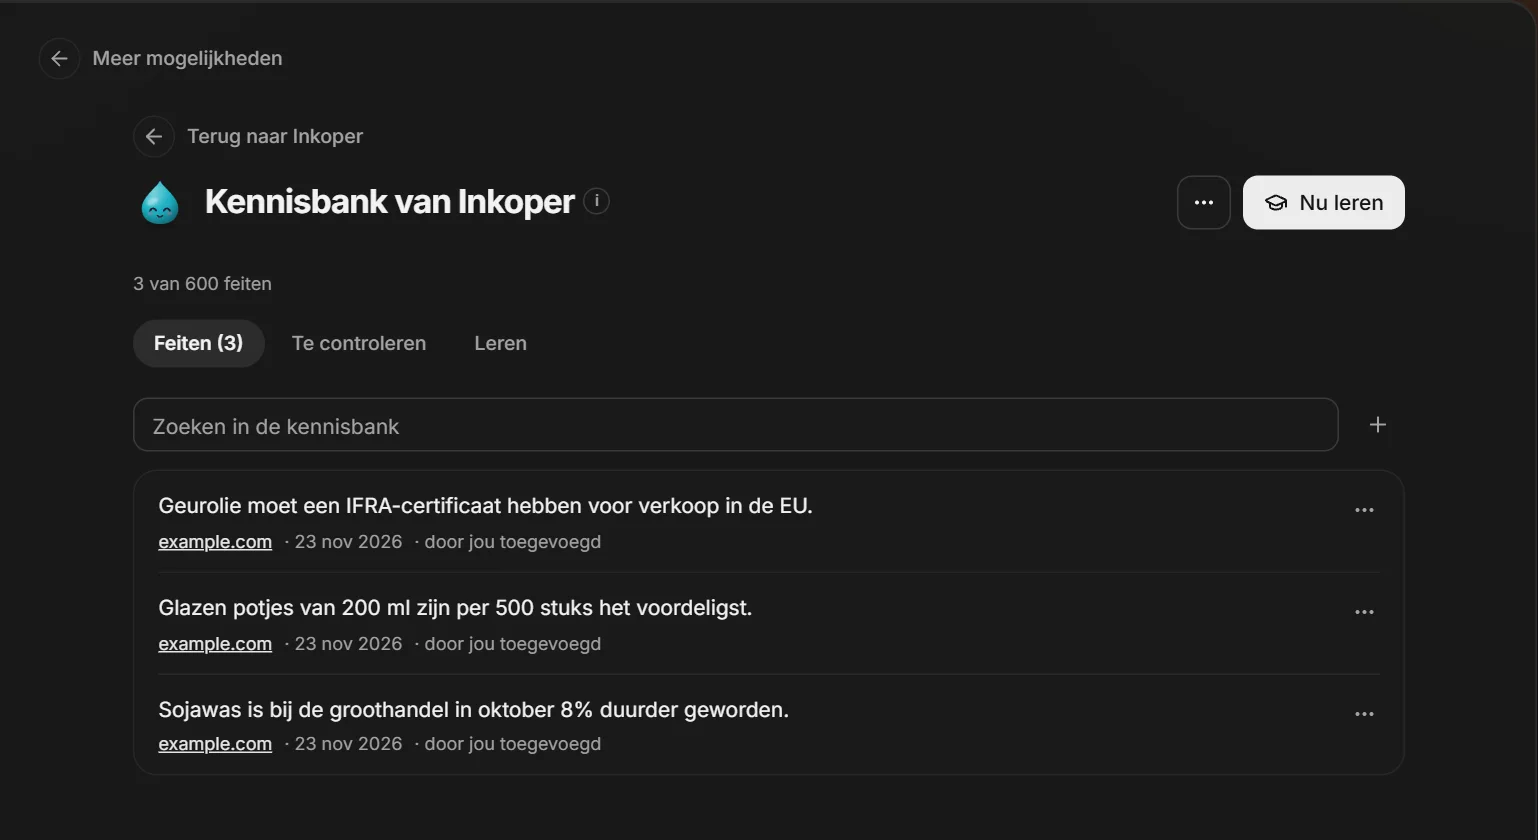 Meer mogelijkheden
Terug naar Inkoper
Kennisbank van Inkoper
Nu leren
3 van 600 feiten
Feiten (3) Te controleren Leren
Zoeken in de kennisbank
Geurolie moet een IFRA-certificaat hebben voor verkoop in de EU.
example.com · 23 nov 2026 · door jou toegevoegd
Glazen potjes van 200 ml zijn per 500 stuks het voordeligst.
example.com · 23 nov 2026 · door jou toegevoegd
Sojawas is bij de groothandel in oktober 8% duurder geworden.
example.com · 23 nov 2026 · door jou toegevoegd